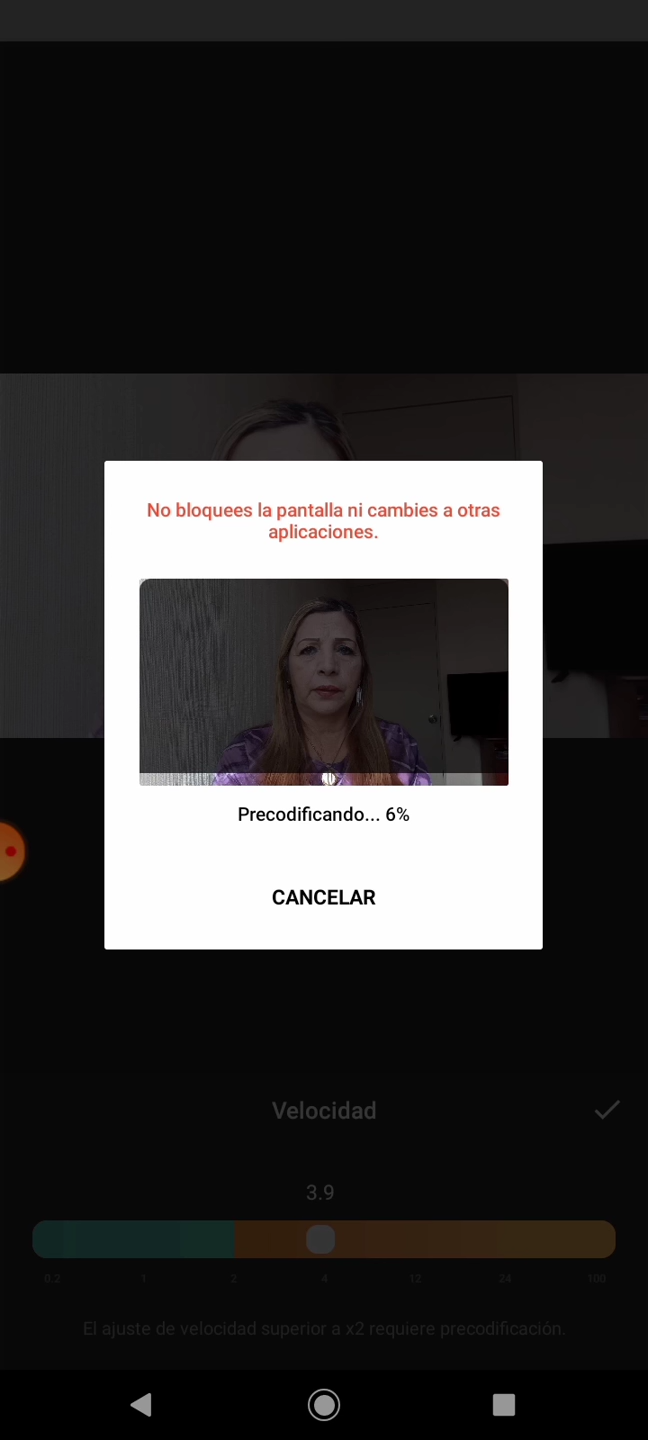 No bloquees la pantalla ni cambies a otras
aplicaciones.
Precodificando... 6%
CANCELAR
Velocidad
3.9
0.2 1 2 4 12 24 100
El ajuste de velocidad superior a x2 requiere precodificación.